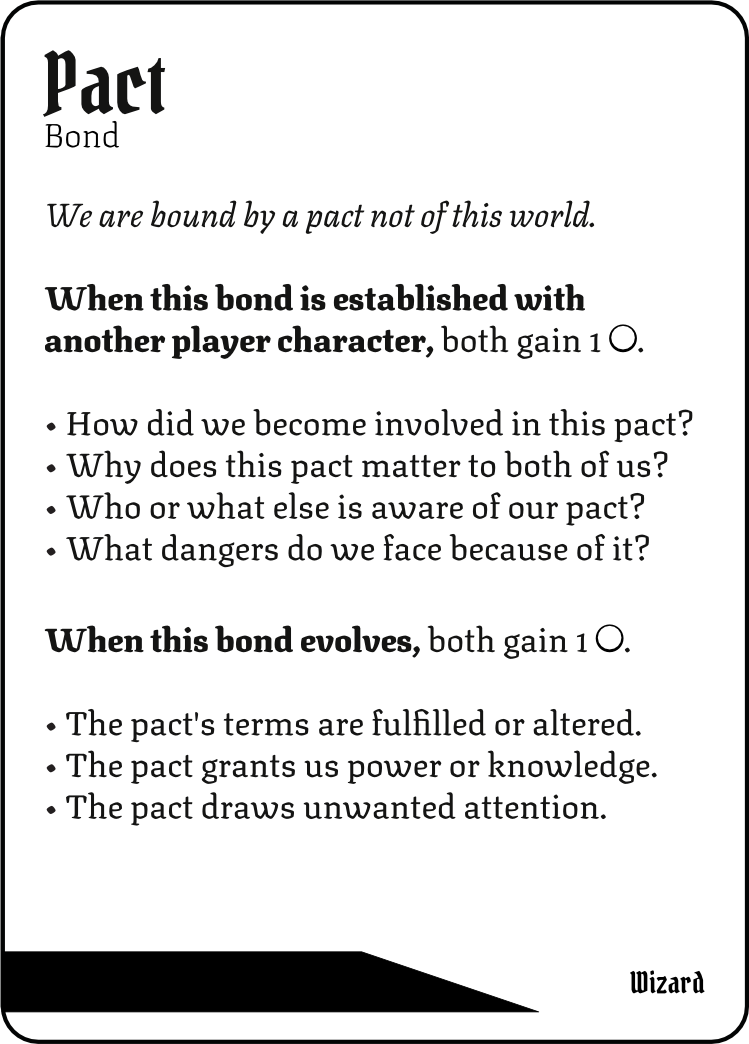 Pact
Bond
We are bound by a pact not of this world.
When this bond is established with
another player character, both gain 1 ○.
• How did we become involved in this pact?
• Why does this pact matter to both of us?
• Who or what else is aware of our pact?
• What dangers do we face because of it?
When this bond evolves, both gain 1 ○.
• The pact's terms are fulfilled or altered.
• The pact grants us power or knowledge.
• The pact draws unwanted attention.
Wizard